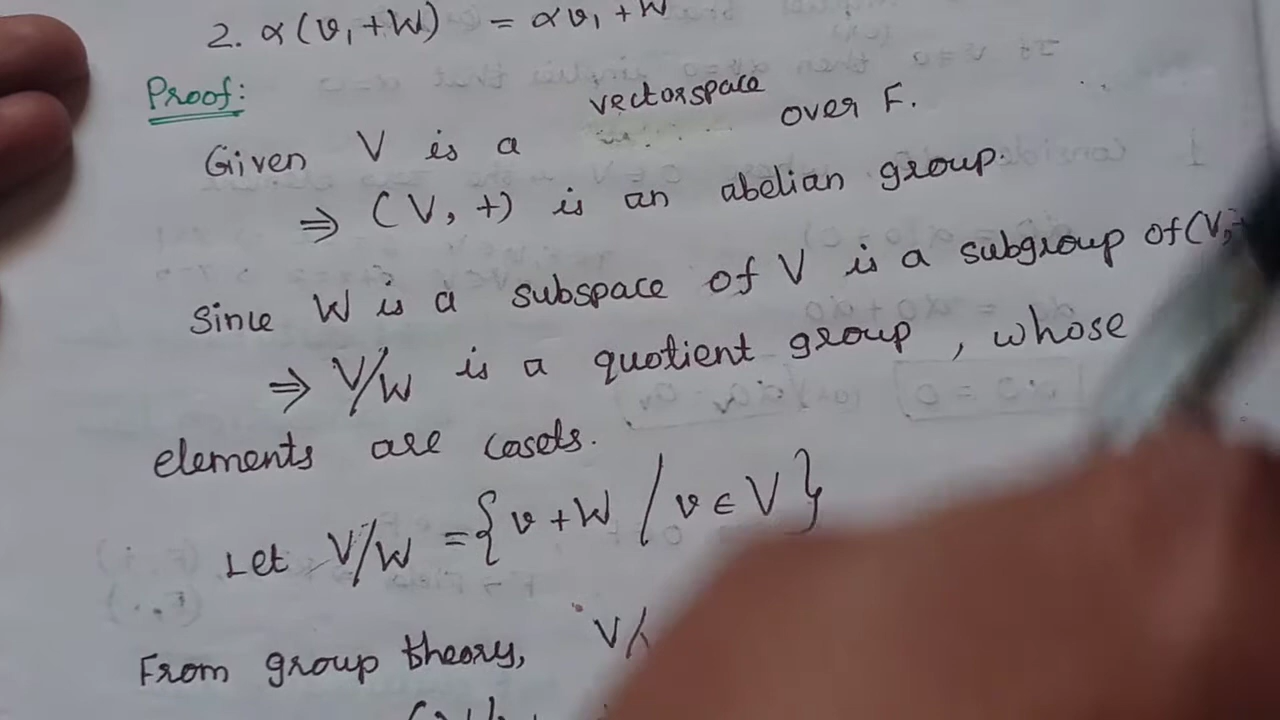 2. α(v₁+W) = αv₁+W
Proof:
Given V is a vectorspace over F.
⇒ (V, +) is an abelian group.
Since W is a subspace of V is a subgroup of (V,+
⇒ V/W is a quotient group, whose
elements are casets.
Let V/W = {v+W / v ∈ V}
From group theory, V/